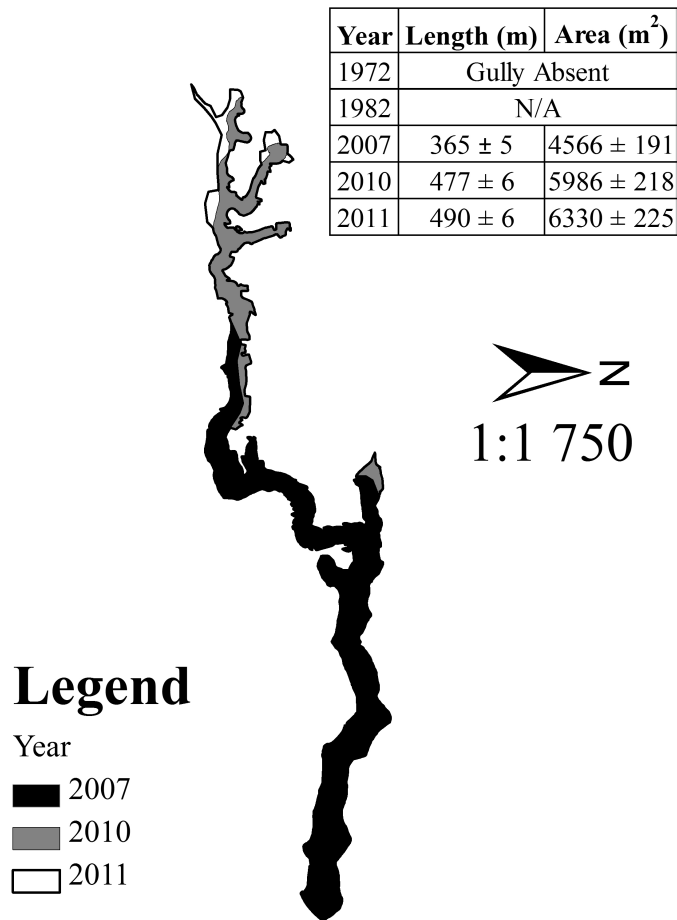 Year Length (m) Area (m²)
1972 Gully Absent
1982 N/A
2007 365 ± 5 4566 ± 191
2010 477 ± 6 5986 ± 218
2011 490 ± 6 6330 ± 225
N
1:1 750
Legend
Year
2007
2010
2011